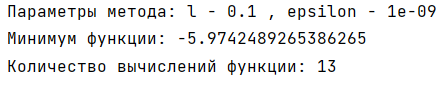 Параметры метода: l - 0.1 , epsilon - 1e-09
Минимум функции: -5.9742489265386265
Количество вычислений функции: 13